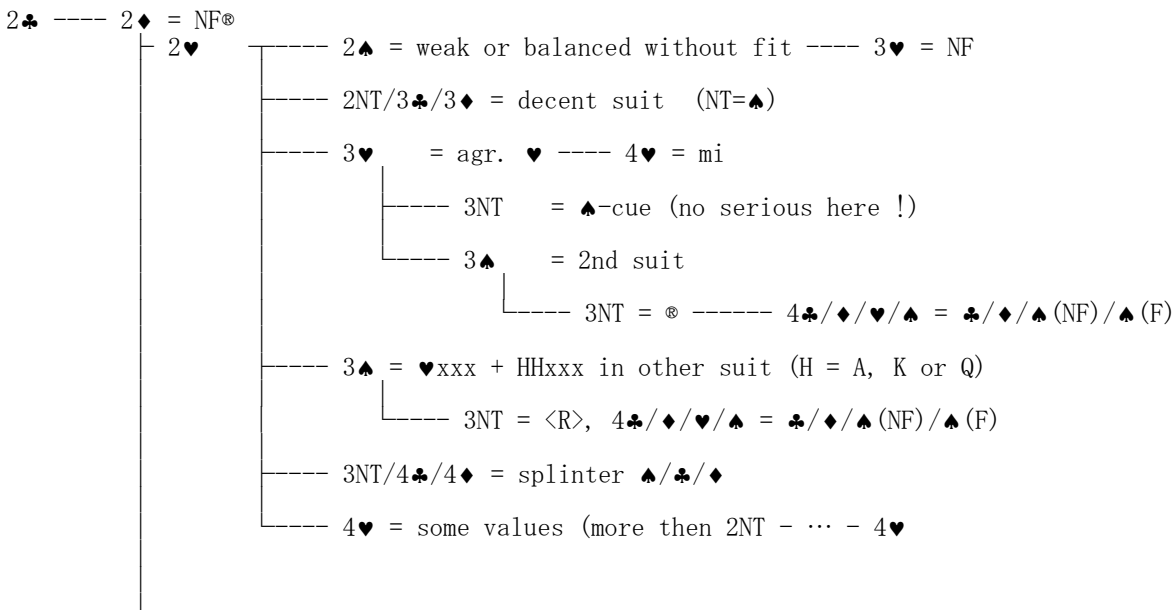 2♣ ---- 2♦ = NF®
2♥ ---- 2♠ = weak or balanced without fit ---- 3♥ = NF
2NT/3♣/3♦ = decent suit (NT=♠)
3♥ = agr. ♥ ---- 4♥ = mi
3NT = ♠-cue (no serious here !)
3♠ = 2nd suit
3NT = ® ------ 4♣/♦/♥/♠ = ♣/♦/♠(NF)/♠(F)
3♠ = ♥xxx + HHxxx in other suit (H = A, K or Q)
3NT = <R>, 4♣/♦/♥/♠ = ♣/♦/♠(NF)/♠(F)
3NT/4♣/4♦ = splinter ♠/♣/♦
4♥ = some values (more then 2NT - … - 4♥